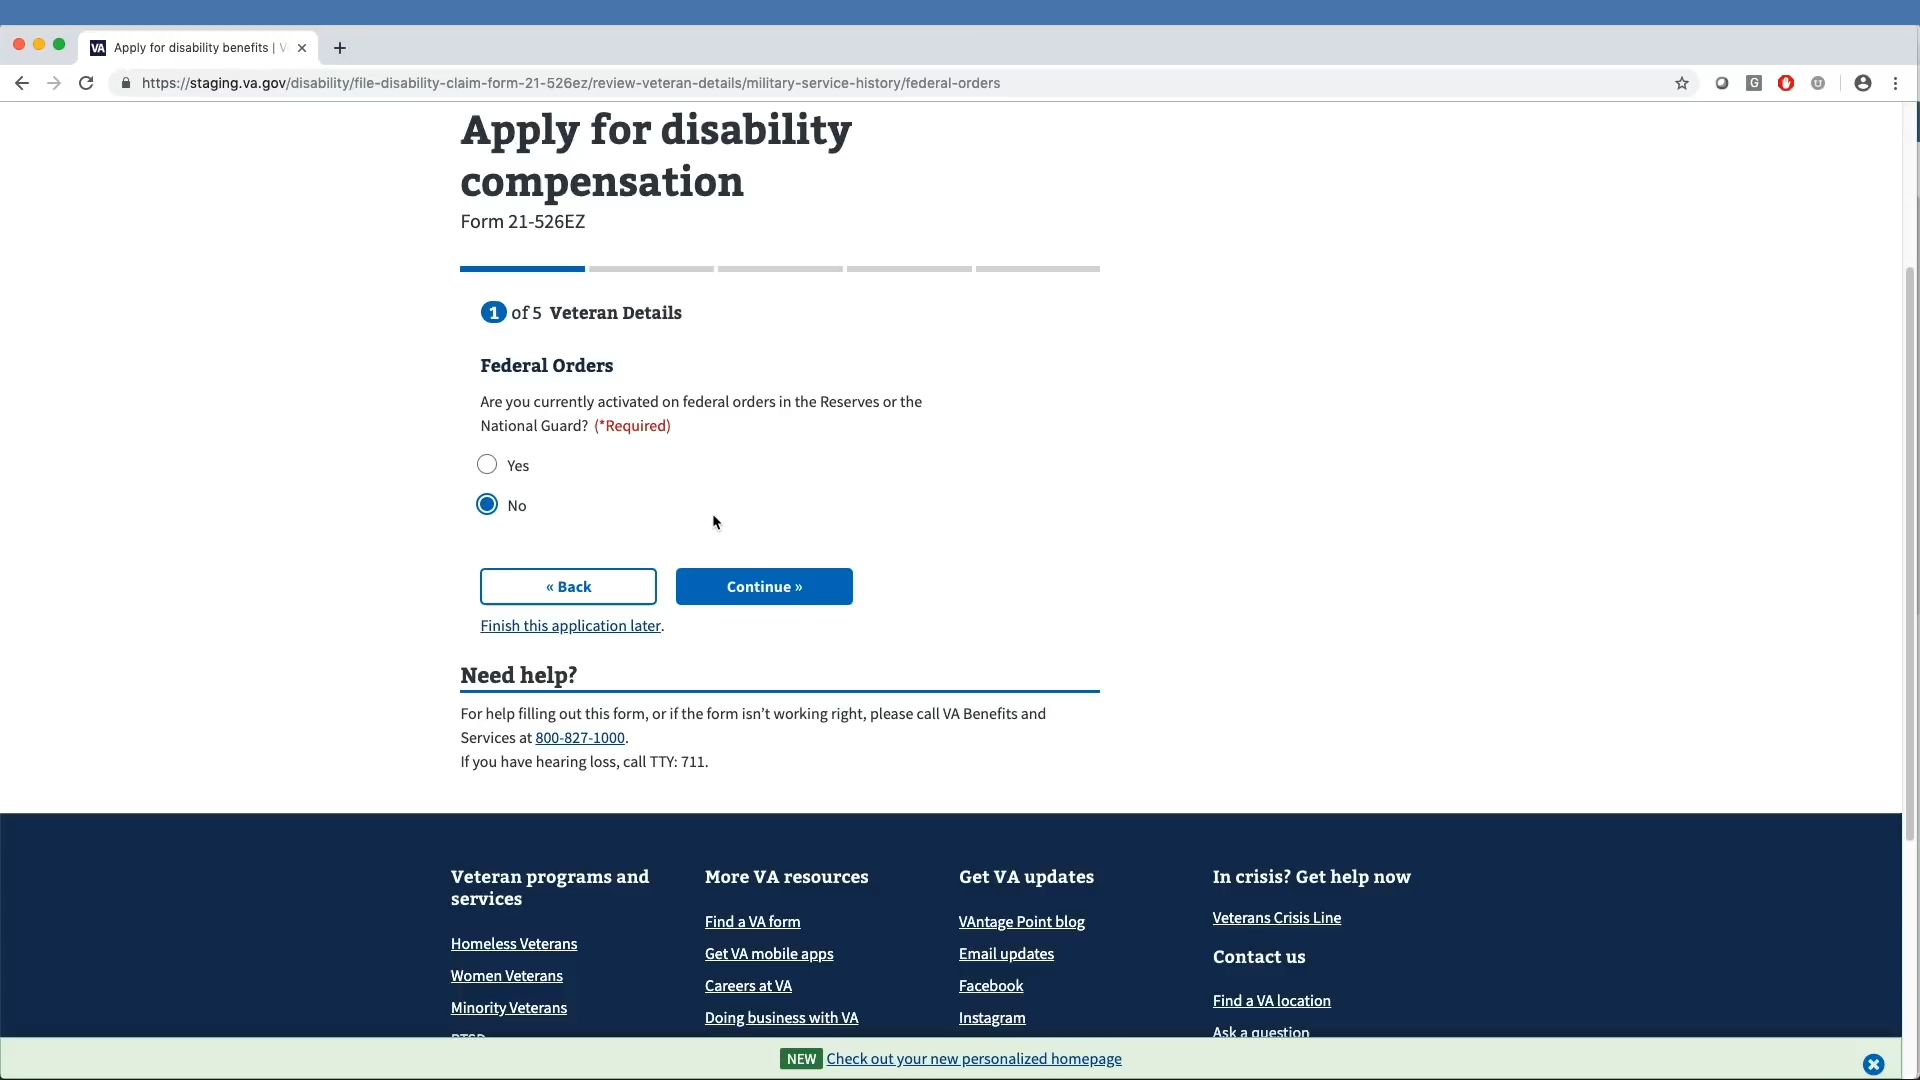 VA Apply for disability benefits | V
https://staging.va.gov/disability/file-disability-claim-form-21-526ez/review-veteran-details/military-service-history/federal-orders
Apply for disability
compensation
Form 21-526EZ
1 of 5 Veteran Details
Federal Orders
Are you currently activated on federal orders in the Reserves or the
National Guard? (*Required)
Yes
No
« Back
Continue »
Finish this application later.
Need help?
For help filling out this form, or if the form isn’t working right, please call VA Benefits and
Services at 800-827-1000.
If you have hearing loss, call TTY: 711.
Veteran programs and
services
Homeless Veterans
Women Veterans
Minority Veterans
PTSD
More VA resources
Find a VA form
Get VA mobile apps
Careers at VA
Doing business with VA
Get VA updates
VAntage Point blog
Email updates
Facebook
Instagram
In crisis? Get help now
Veterans Crisis Line
Contact us
Find a VA location
Ask a question
NEW Check out your new personalized homepage